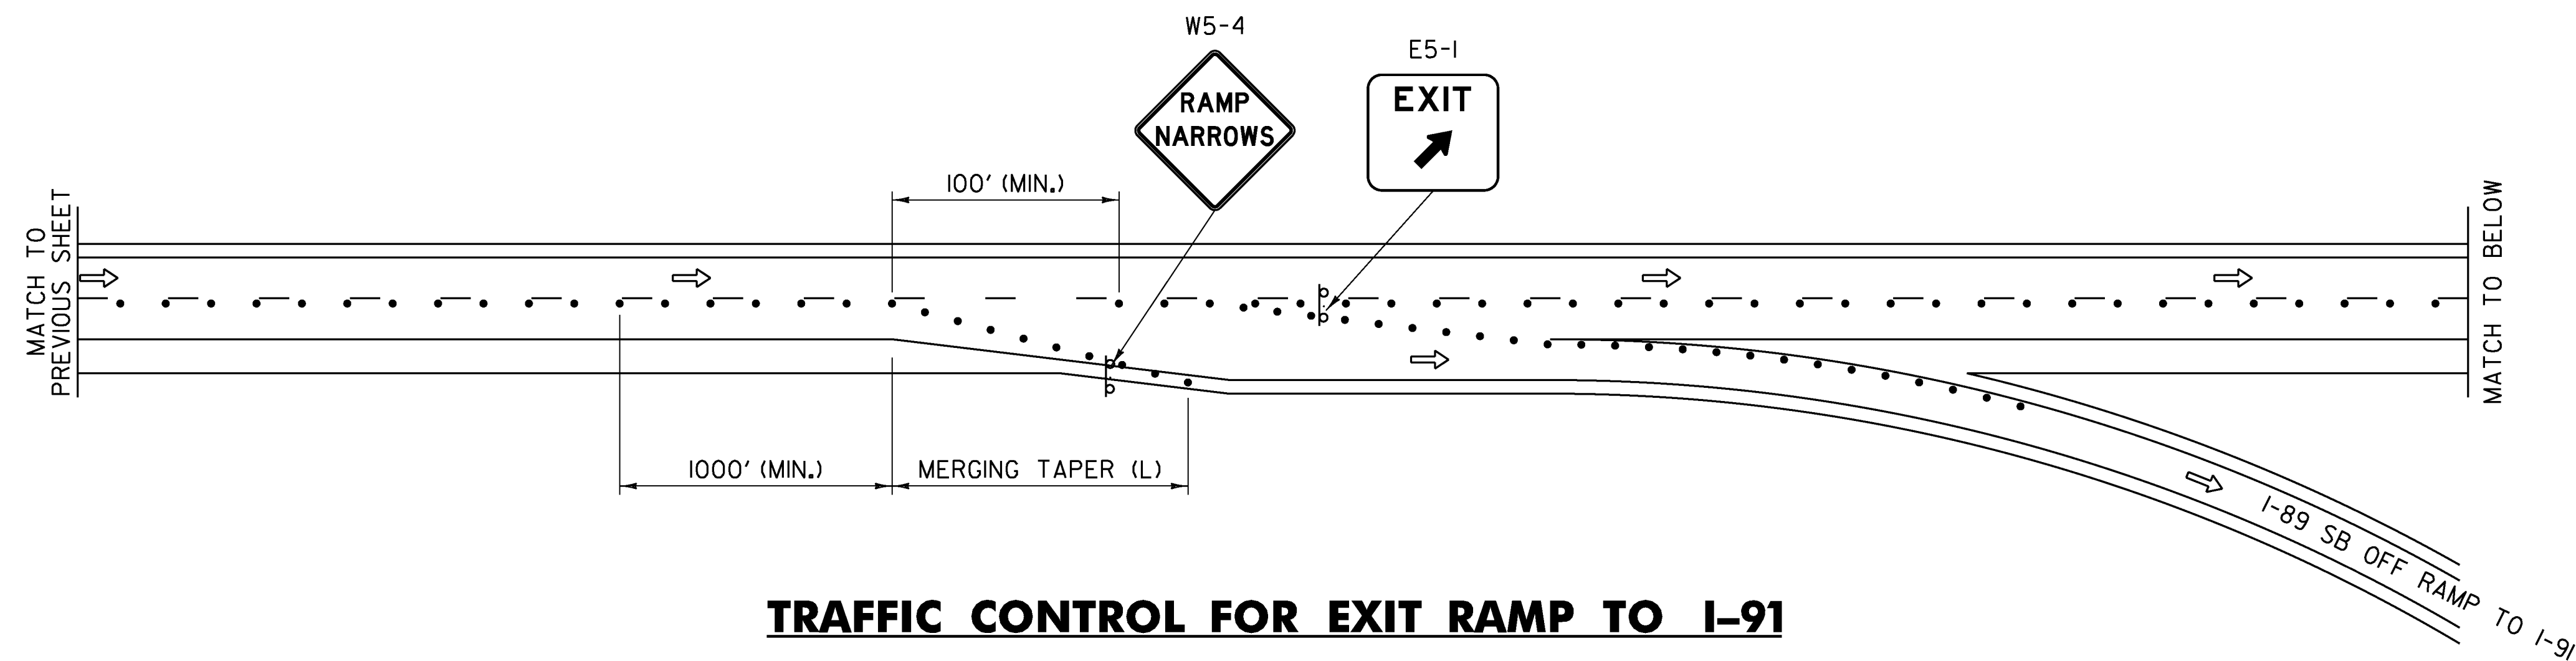 W5-4
RAMP
NARROWS
E5-1
EXIT
100' (MIN.)
MATCH TO
PREVIOUS SHEET
MATCH TO BELOW
1000' (MIN.)
MERGING TAPER (L)
I-89 SB OFF RAMP TO I-91
TRAFFIC CONTROL FOR EXIT RAMP TO I-91